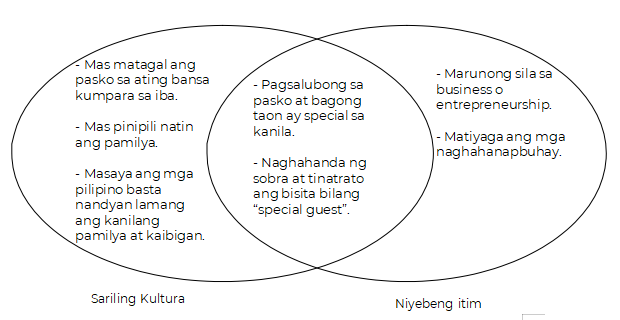 - Mas matagal ang
pasko sa ating bansa
kumpara sa iba.
- Mas pinipili natin
ang pamilya.
- Masaya ang mga
pilipino basta
nandyan lamang
ang kanilang
pamilya at kaibigan.
- Pagsalubong sa
pasko at bagong
taon ay special sa
kanila.
- Naghahanda ng
sobra at tinatrato
ang bisita bilang
“special guest”.
- Marunong sila sa
business o
entrepreneurship.
- Matiyaga ang mga
naghahanapbuhay.
Sariling Kultura
Niyebeng itim